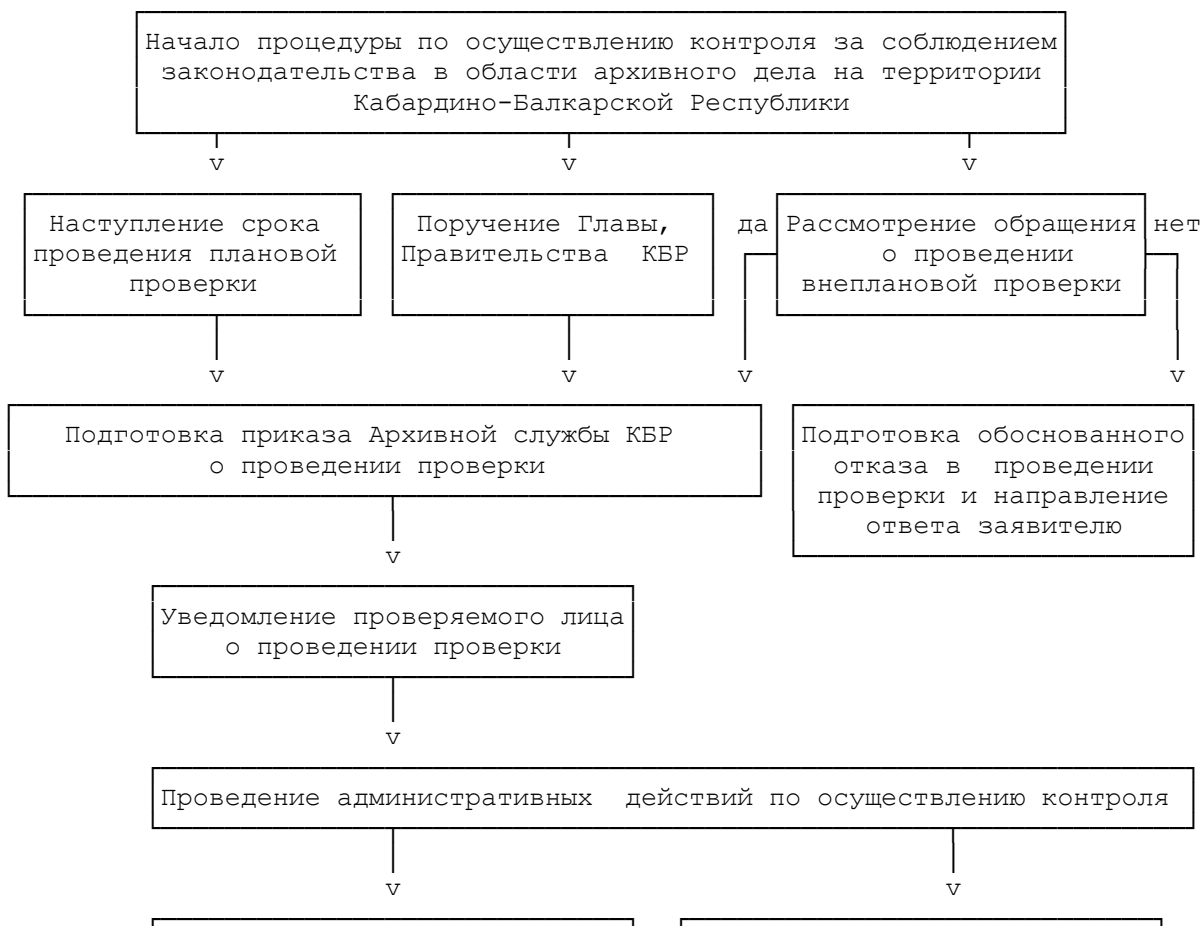 Начало процедуры по осуществлению контроля за соблюдением
законодательства в области архивного дела на территории
Кабардино-Балкарской Республики
v v v
Наступление срока
проведения плановой
проверки
Поручение Главы,
Правительства КБР
да
Рассмотрение обращения
о проведении
внеплановой проверки
нет
v v v v
Подготовка приказа Архивной службы КБР
о проведении проверки
Подготовка обоснованного
отказа в проведении
проверки и направление
ответа заявителю
v
Уведомление проверяемого лица
о проведении проверки
v
Проведение административных действий по осуществлению контроля
v v